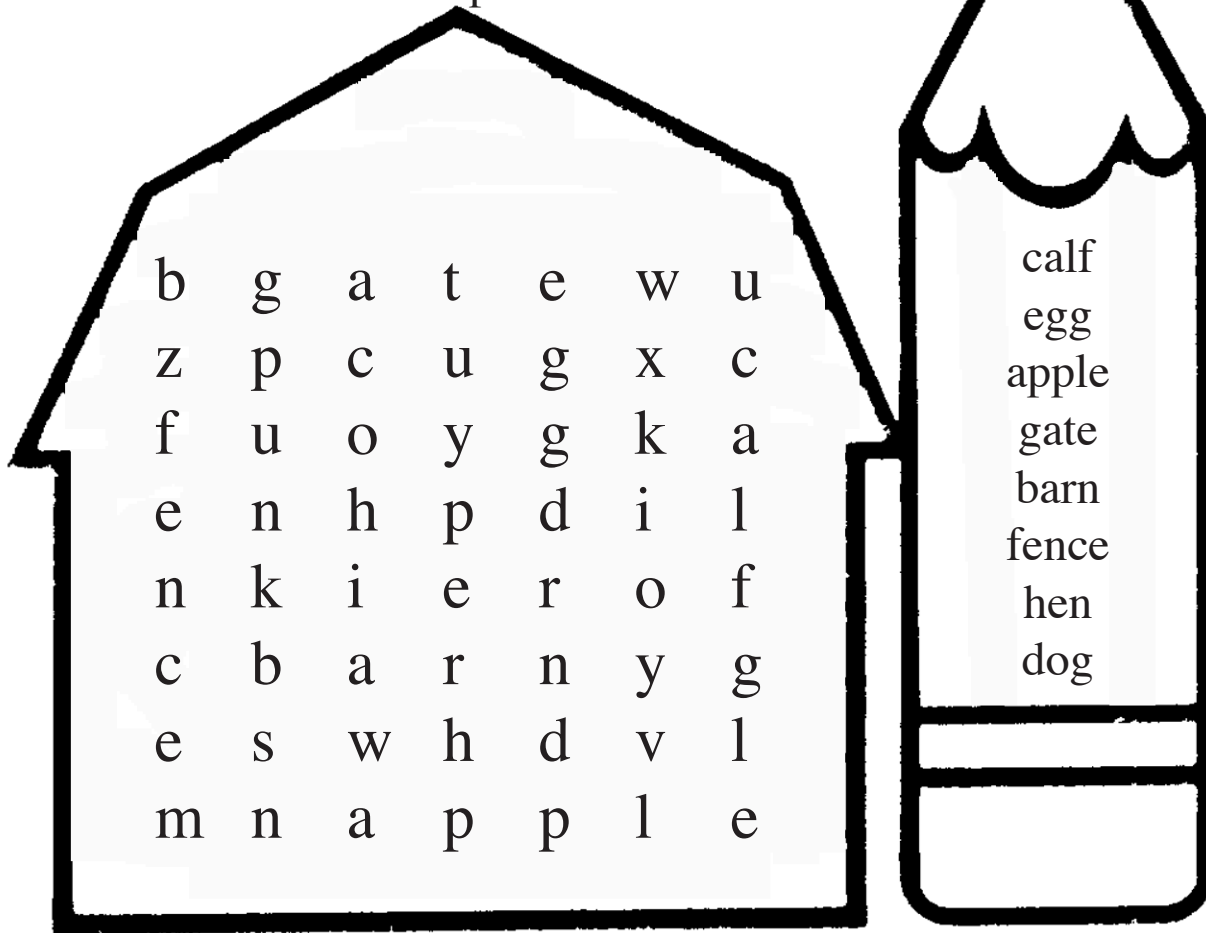 b g a t e w u
z p c u g x c
f u o y g k a
e n h p d i l
n k i e r o f
c b a r n y g
e s w h d v l
m n a p p l e
calf
egg
apple
gate
barn
fence
hen
dog